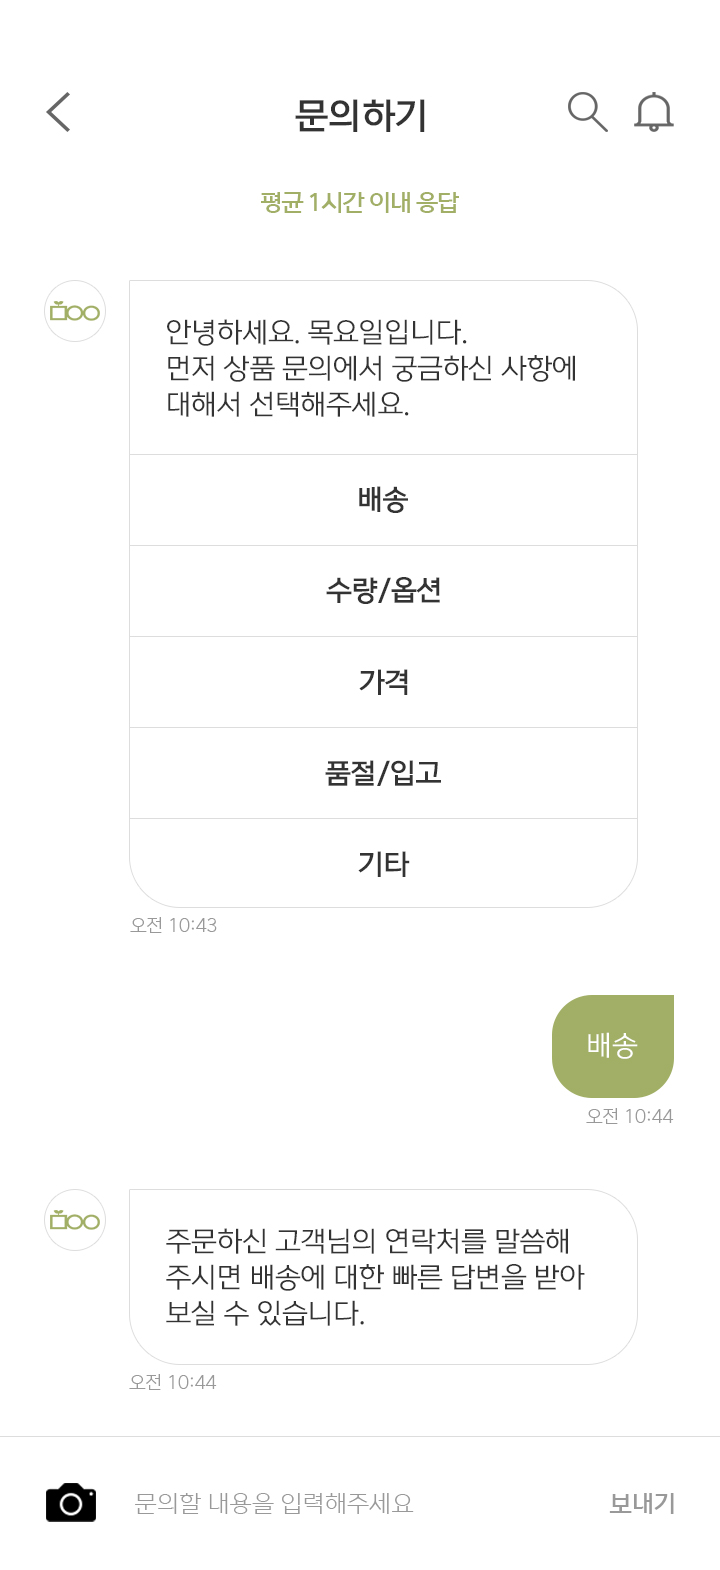 문의하기
평균 1시간 이내 응답
안녕하세요. 목요일입니다.
먼저 상품 문의에서 궁금하신 사항에
대해서 선택해주세요.
배송
수량/옵션
가격
품절/입고
기타
오전 10:43
배송
오전 10:44
주문하신 고객님의 연락처를 말씀해
주시면 배송에 대한 빠른 답변을 받아
보실 수 있습니다.
오전 10:44
문의할 내용을 입력해주세요
보내기